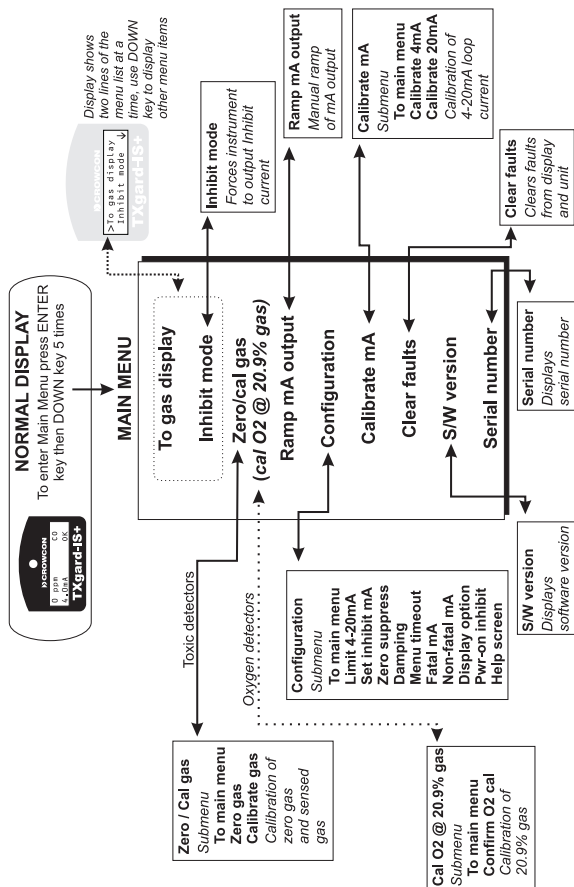 NORMAL DISPLAY
To enter Main Menu press ENTER
key then DOWN key 5 times
CROWCON
0 ppm CO
4.0mA OK
TXgard-IS+
Display shows
two lines of the
menu list at a
time, use DOWN
key to display
other menu items
CROWCON
>To gas display
Inhibit mode ↓
TXgard-IS+
MAIN MENU
To gas display
Inhibit mode
Zero/cal gas
(cal O2 @ 20.9% gas)
Ramp mA output
Configuration
Calibrate mA
Clear faults
S/W version
Serial number
Toxic detectors
Oxygen detectors
Zero / Cal gas
Submenu
To main menu
Zero gas
Calibrate gas
Calibration of
zero gas
and sensed
gas
Cal O2 @ 20.9% gas
Submenu
To main menu
Confirm O2 cal
Calibration of
20.9% gas
Configuration
Submenu
To main menu
Limit 4-20mA
Set inhibit mA
Zero suppress
Damping
Menu timeout
Fatal mA
Non-fatal mA
Display option
Pwr-on inhibit
Help screen
S/W version
Displays
software version
Serial number
Displays
serial number
Inhibit mode
Forces instrument
to output Inhibit
current
Ramp mA output
Manual ramp
of mA output
Calibrate mA
Submenu
To main menu
Calibrate 4mA
Calibrate 20mA
Calibration of
4-20mA loop
current
Clear faults
Clears faults
from display
and unit